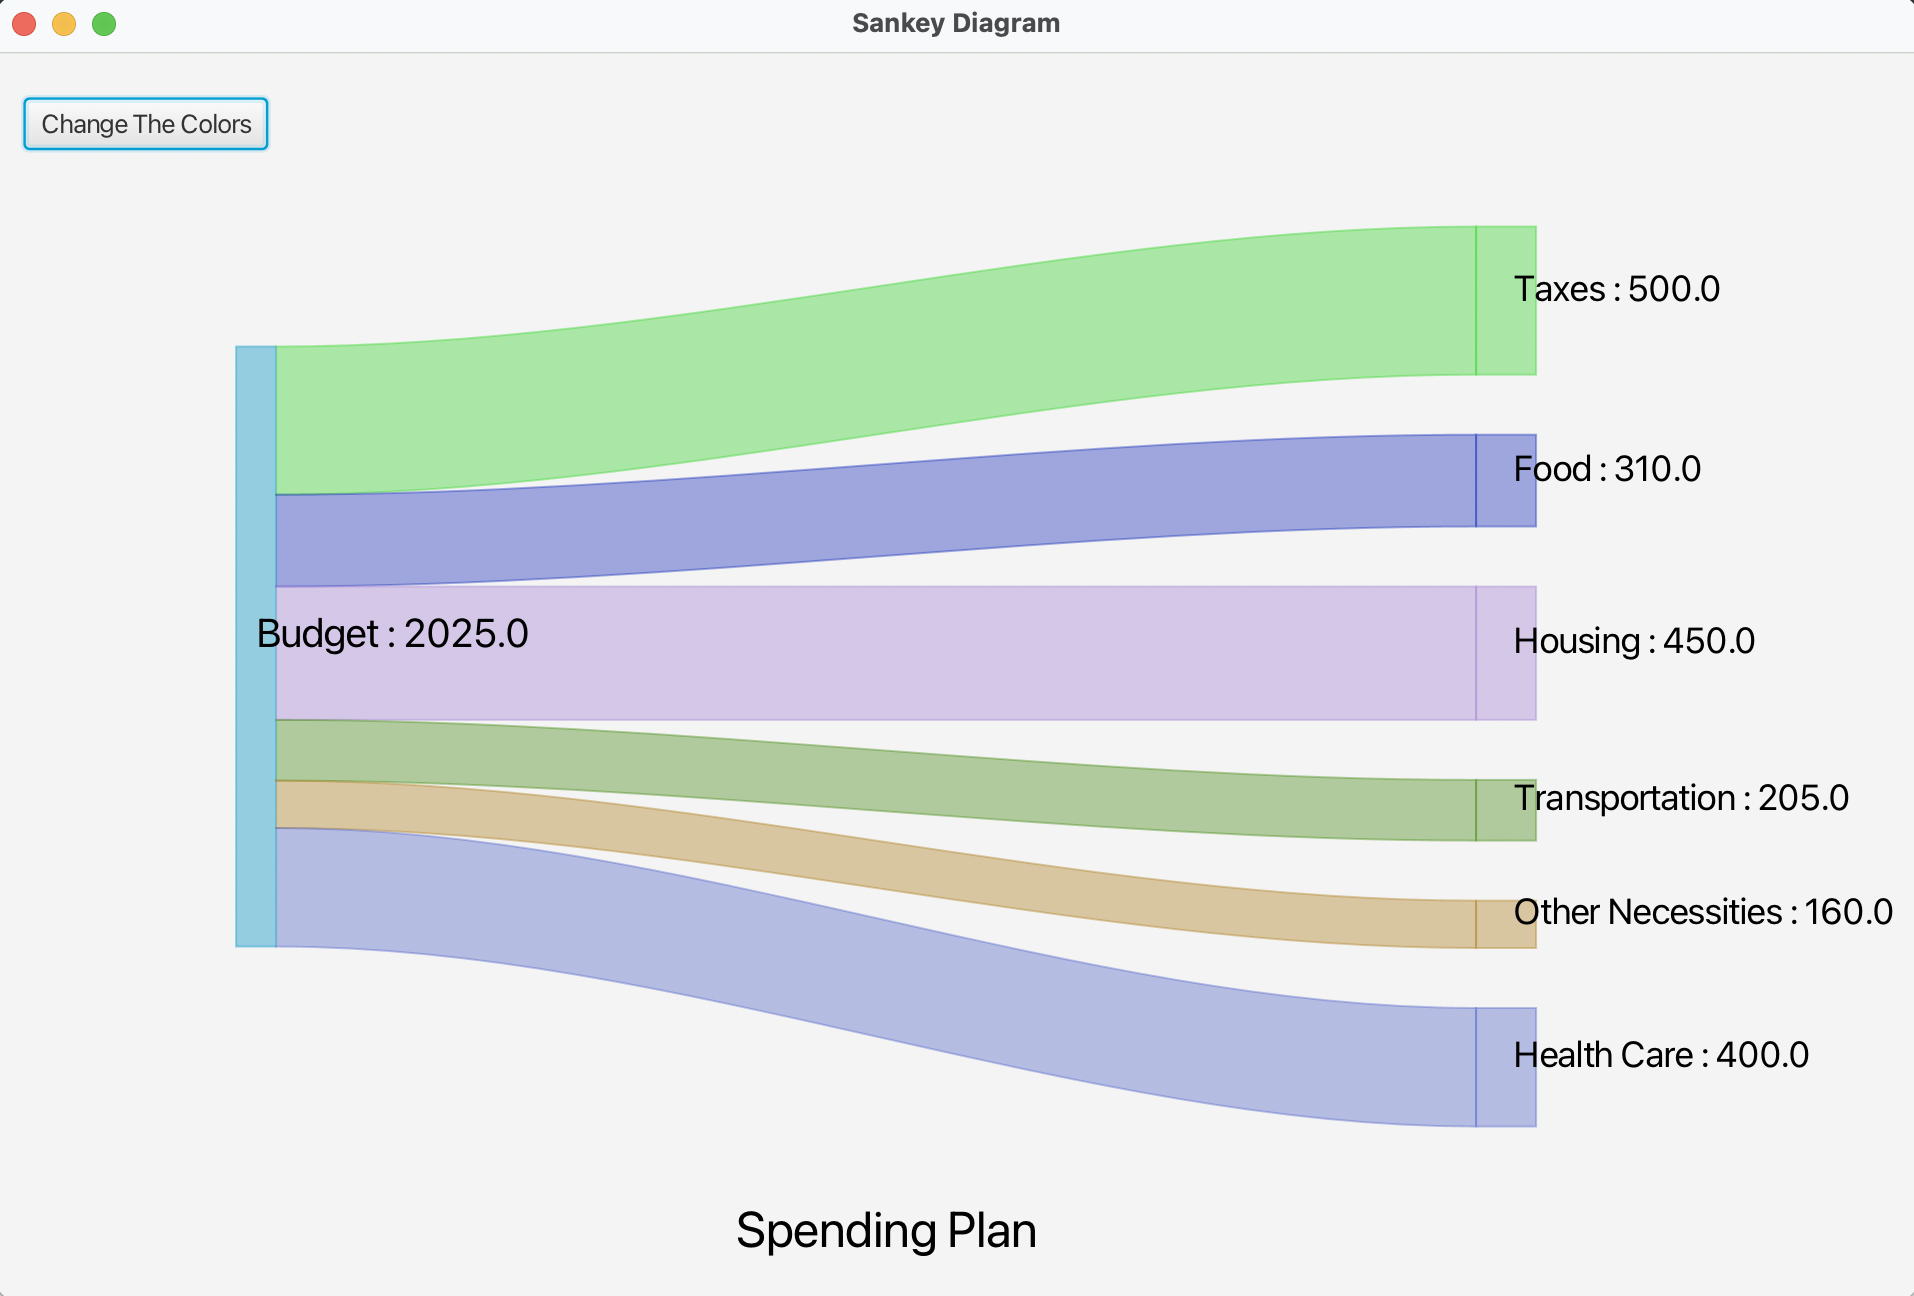 Sankey Diagram
Change The Colors
Taxes : 500.0
Food : 310.0
Budget : 2025.0
Housing : 450.0
Transportation : 205.0
Other Necessities : 160.0
Health Care : 400.0
Spending Plan